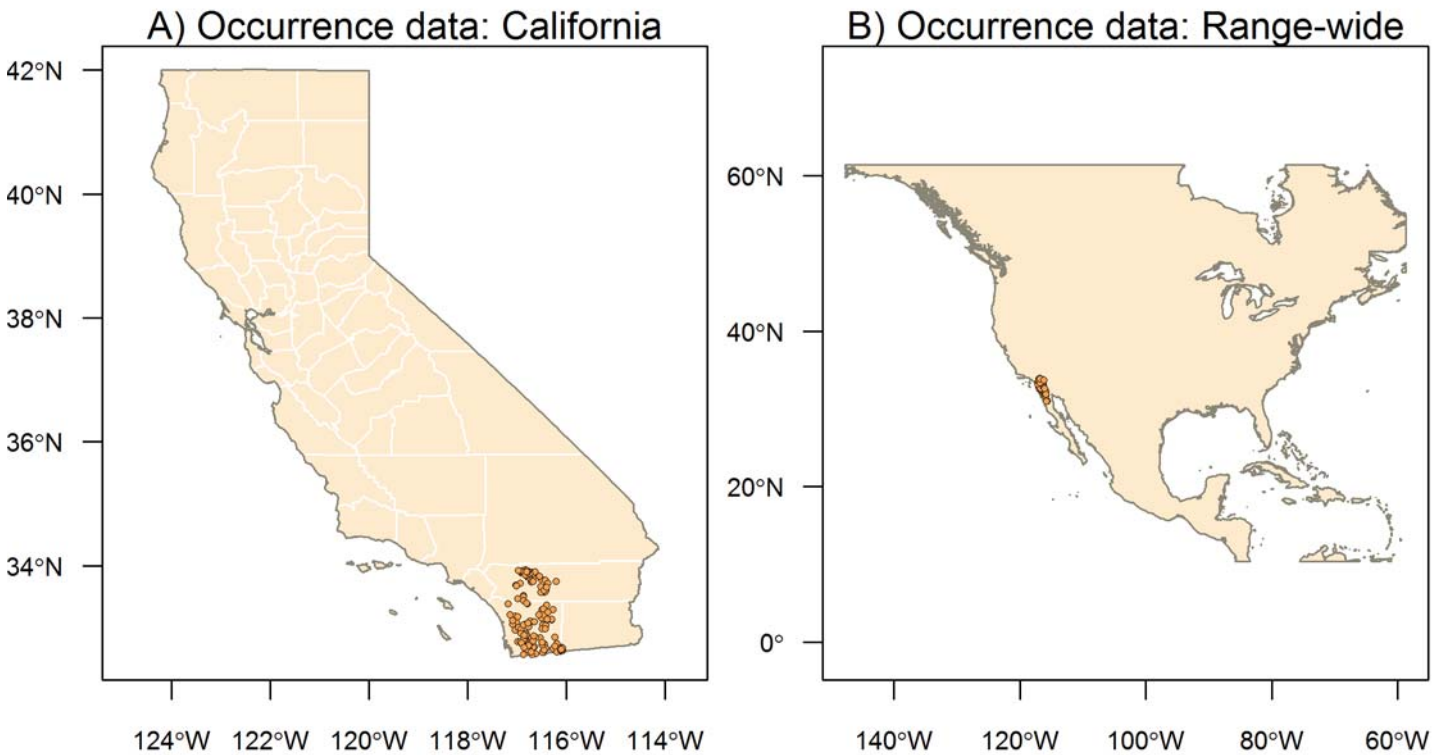 A) Occurrence data: California
42°N
40°N
38°N
36°N
34°N
124°W 122°W 120°W 118°W 116°W 114°W
B) Occurrence data: Range-wide
60°N
40°N
20°N
0°
140°W 120°W 100°W 80°W 60°W